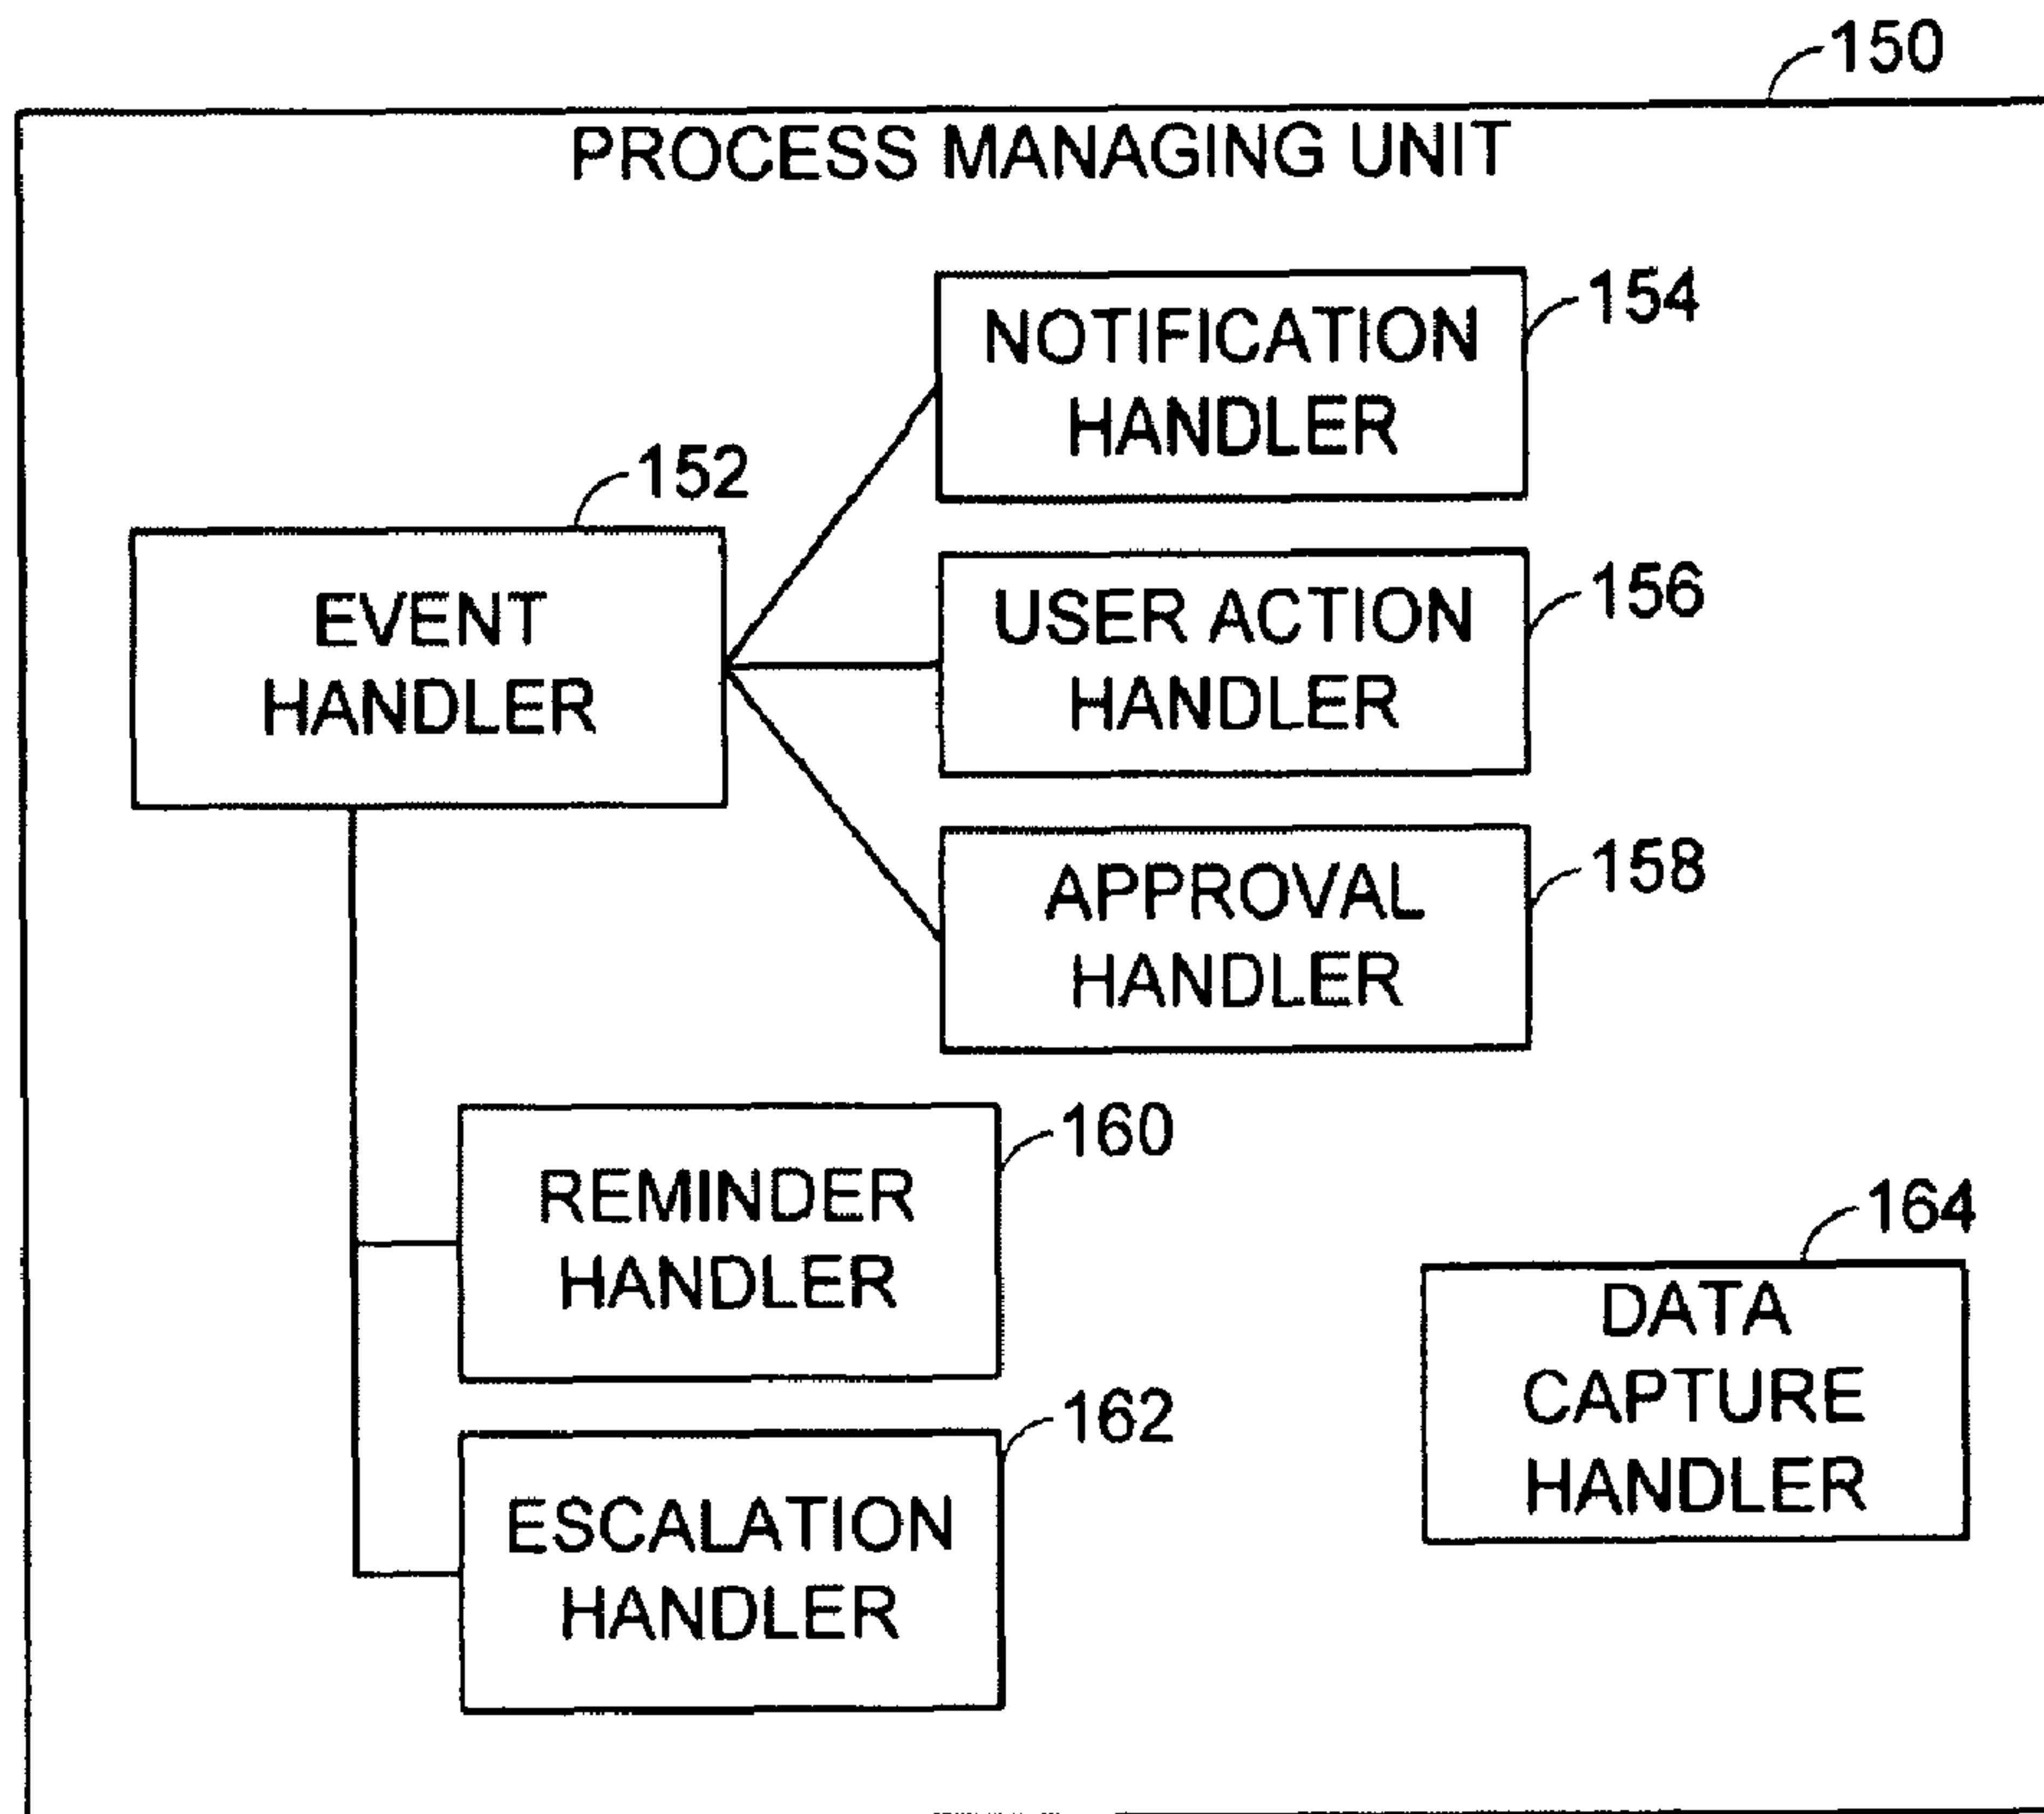 150
PROCESS MANAGING UNIT
154
NOTIFICATION
HANDLER
152
EVENT
HANDLER
156
USER ACTION
HANDLER
158
APPROVAL
HANDLER
160
REMINDER
HANDLER
164
DATA
CAPTURE
HANDLER
162
ESCALATION
HANDLER